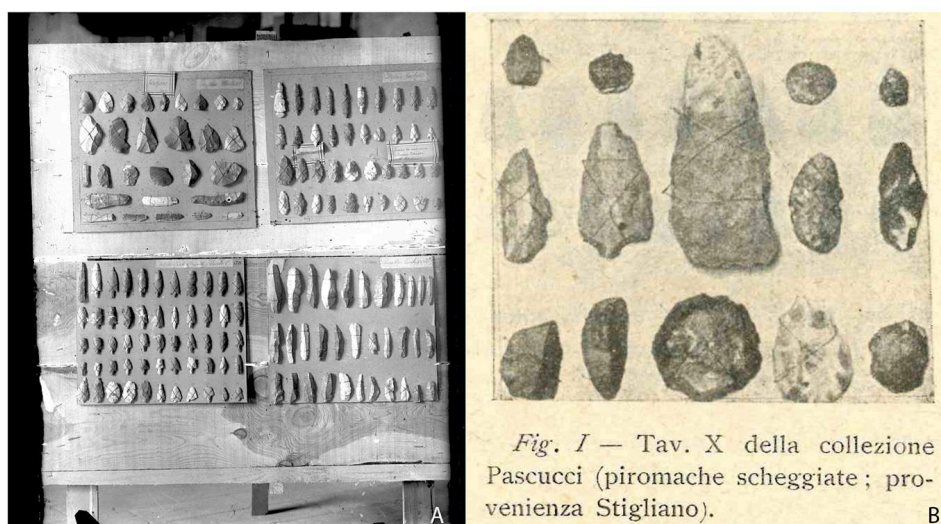 A
Fig. I — Tav. X della collezione
Pascucci (piromache scheggiate ; pro-
venienza Stigliano).
B